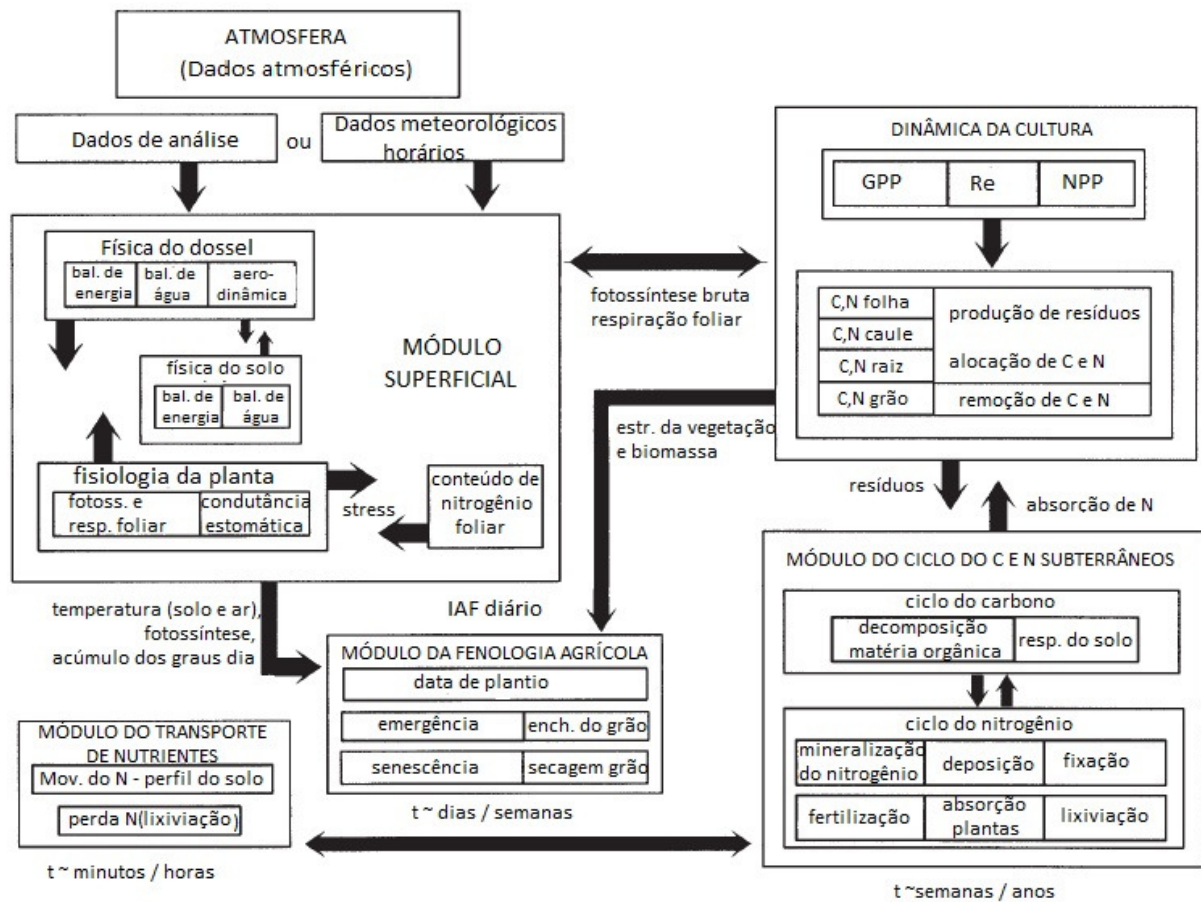 ATMOSFERA
(Dados atmosféricos)
Dados de análise
ou
Dados meteorológicos
horários
Física do dossel
bal. de
energia
bal. de
água
aero-
dinâmica
física do solo
bal. de
energia
bal. de
água
MÓDULO
SUPERFICIAL
fisiologia da planta
fotoss. e
resp. foliar
condutância
estomática
stress
conteúdo de
nitrogênio
foliar
fotossíntese bruta
respiração foliar
DINÂMICA DA CULTURA
GPP
Re
NPP
C,N folha
C,N caule
C,N raiz
C,N grão
produção de resíduos
alocação de C e N
remoção de C e N
estr. da vegetação
e biomassa
resíduos
absorção de N
temperatura (solo e ar),
fotossíntese,
acúmulo dos graus dia
IAF diário
MÓDULO DA FENOLOGIA AGRÍCOLA
data de plantio
emergência
ench. do grão
senescência
secagem grão
t ~ dias / semanas
MÓDULO DO TRANSPORTE
DE NUTRIENTES
Mov. do N - perfil do solo
perda N(lixiviação)
t ~ minutos / horas
MÓDULO DO CICLO DO C E N SUBTERRÂNEOS
ciclo do carbono
decomposição
matéria orgânica
resp. do solo
ciclo do nitrogênio
mineralização
do nitrogênio
deposição
fixação
fertilização
absorção
plantas
lixiviação
t ~semanas / anos